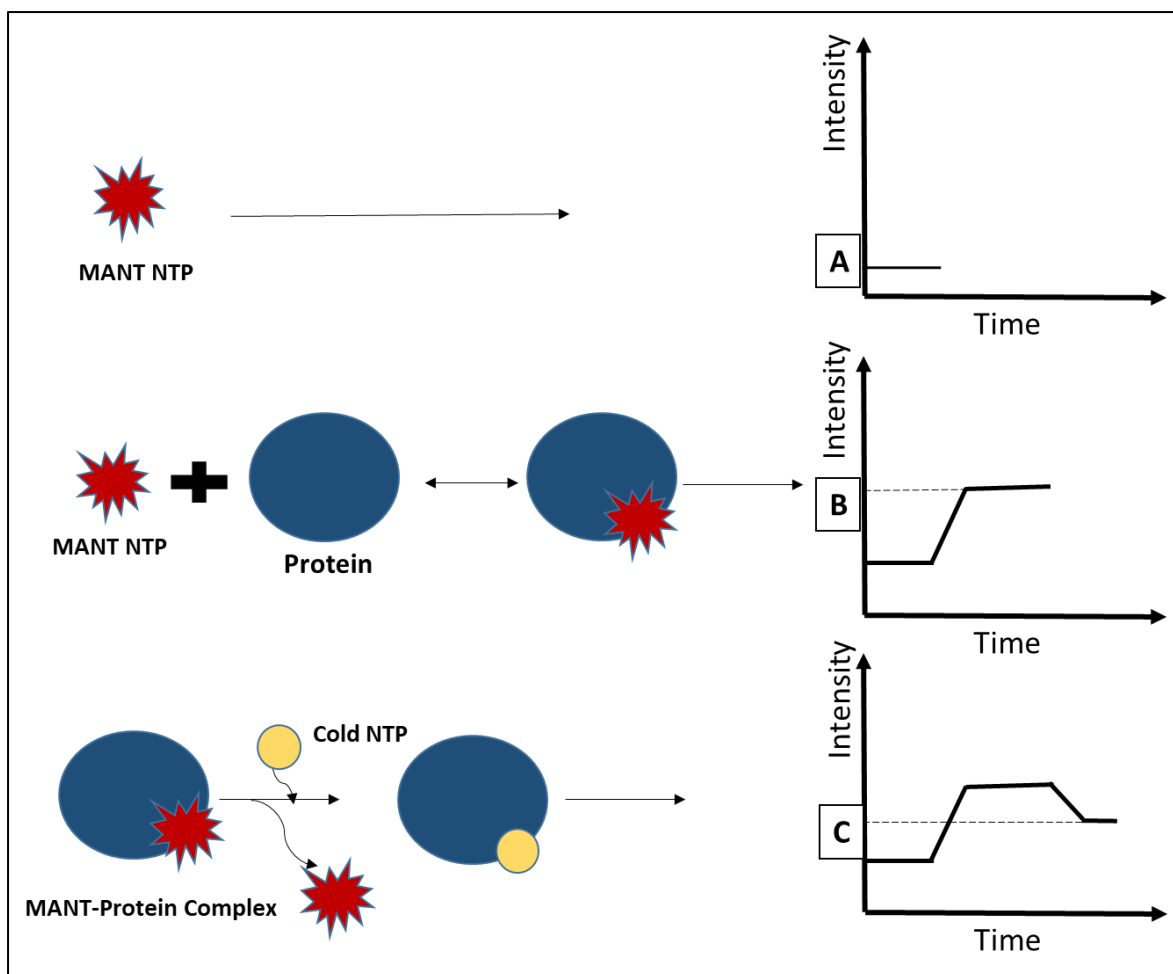 Intensity
A
MANT NTP
Time
Intensity
B
MANT NTP
Protein
Time
Intensity
Cold NTP
C
MANT-Protein Complex
Time